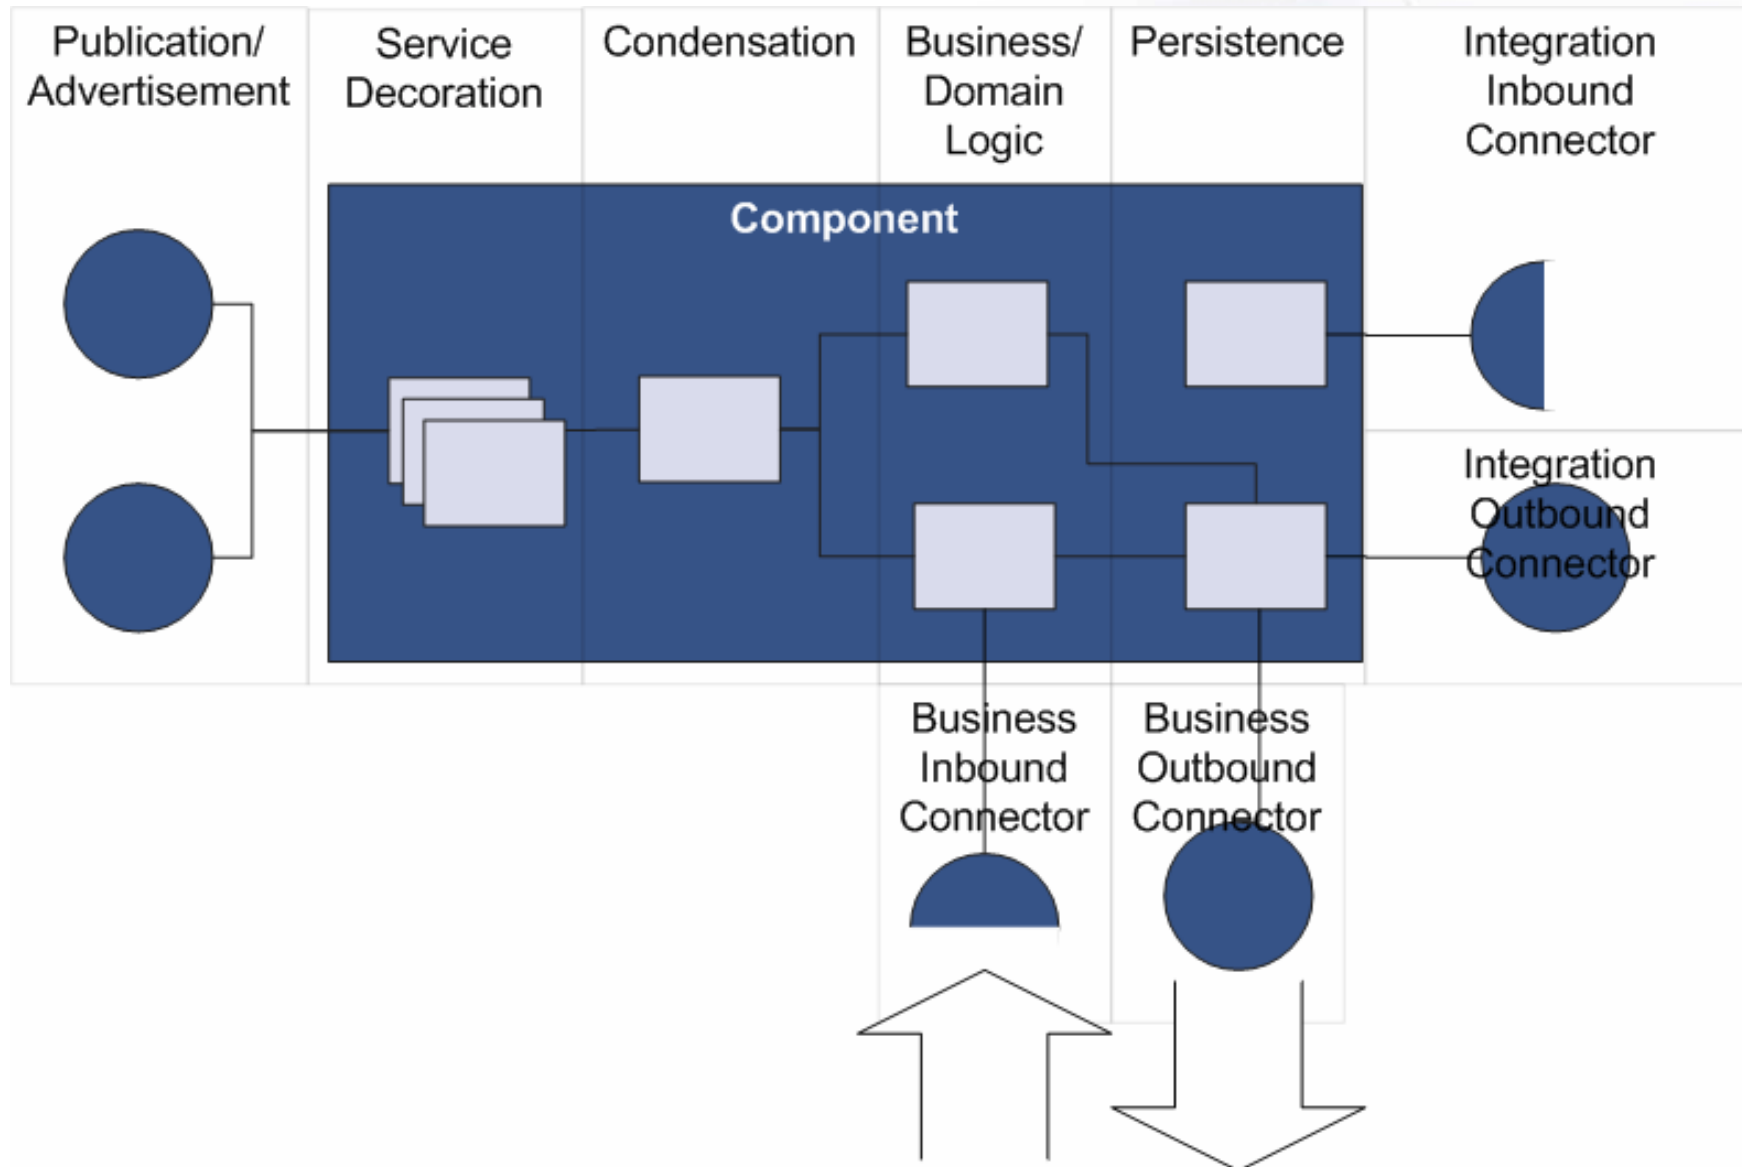 Publication/
Advertisement
Service
Decoration
Condensation
Business/
Domain
Logic
Persistence
Integration
Inbound
Connector
Component
Integration
Outbound
Connector
Business
Inbound
Connector
Business
Outbound
Connector